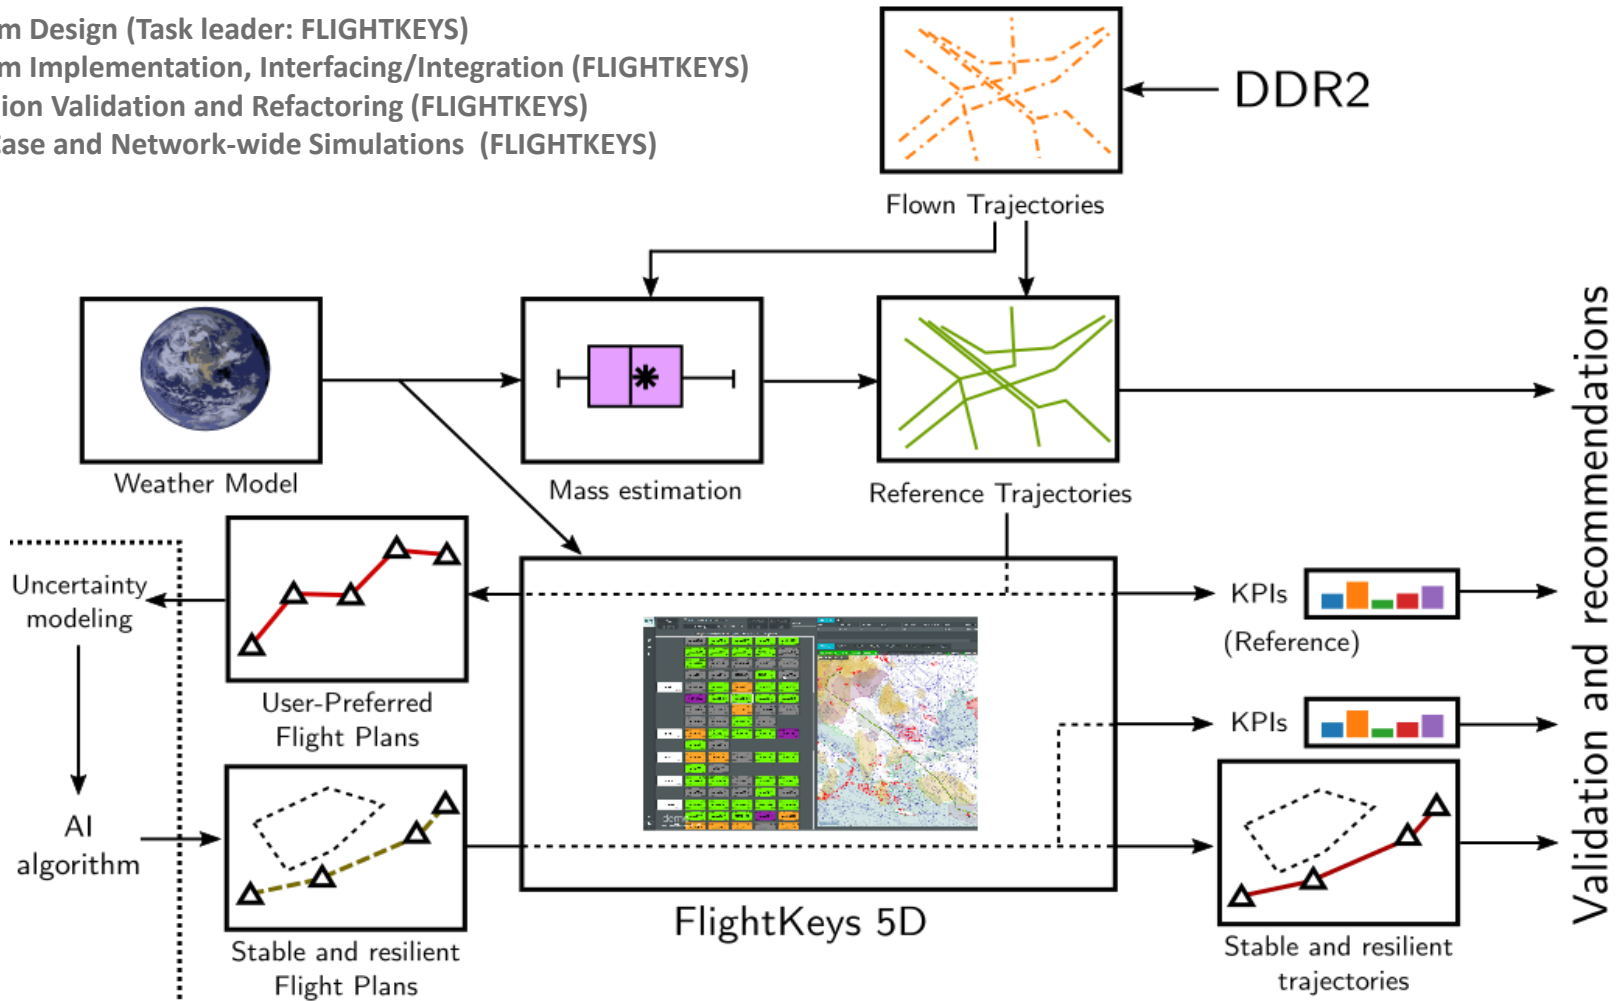 m Design (Task leader: FLIGHTKEYS)
m Implementation, Interfacing/Integration (FLIGHTKEYS)
ion Validation and Refactoring (FLIGHTKEYS)
Case and Network-wide Simulations (FLIGHTKEYS)
DDR2
Flown Trajectories
Weather Model
Mass estimation
Reference Trajectories
Uncertainty
modeling
User-Preferred
Flight Plans
AI
algorithm
Stable and resilient
Flight Plans
FlightKeys 5D
KPIs
(Reference)
KPIs
Stable and resilient
trajectories
Validation and recommendations